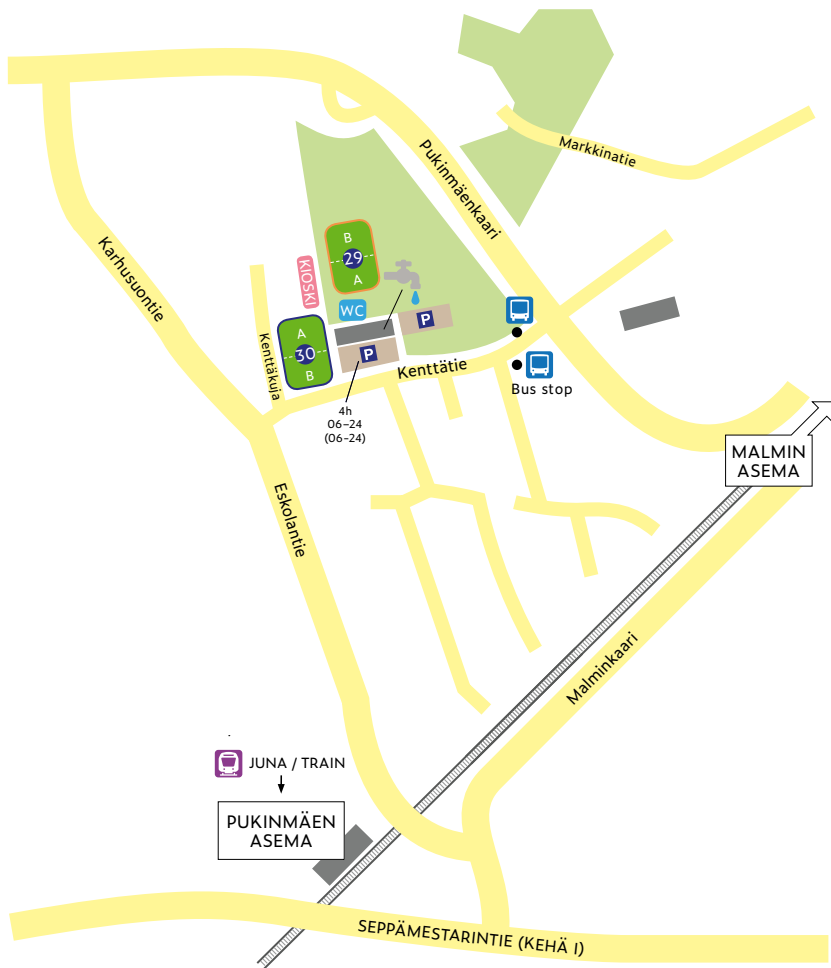 Markkinatie
Pukinmäenkaari
Karhusuontie
B
29
A
KIOSKI
WC
P
A
30
B
P
Kenttäkuja
Kenttätie
Bus stop
4h
06–24
(06–24)
MALMIN
ASEMA
Eskolantie
Malminkaari
JUNA / TRAIN
PUKINMÄEN
ASEMA
SEPPÄMESTARINTIE (KEHÄ I)